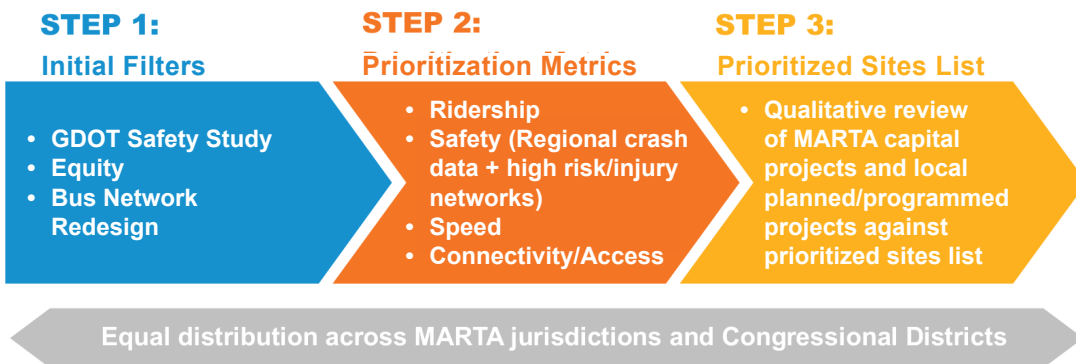 STEP 1:
Initial Filters
• GDOT Safety Study
• Equity
• Bus Network
Redesign
STEP 2:
Prioritization Metrics
• Ridership
• Safety (Regional crash
data + high risk/injury
networks)
• Speed
• Connectivity/Access
STEP 3:
Prioritized Sites List
• Qualitative review
of MARTA capital
projects and local
planned/programmed
projects against
prioritized sites list
Equal distribution across MARTA jurisdictions and Congressional Districts